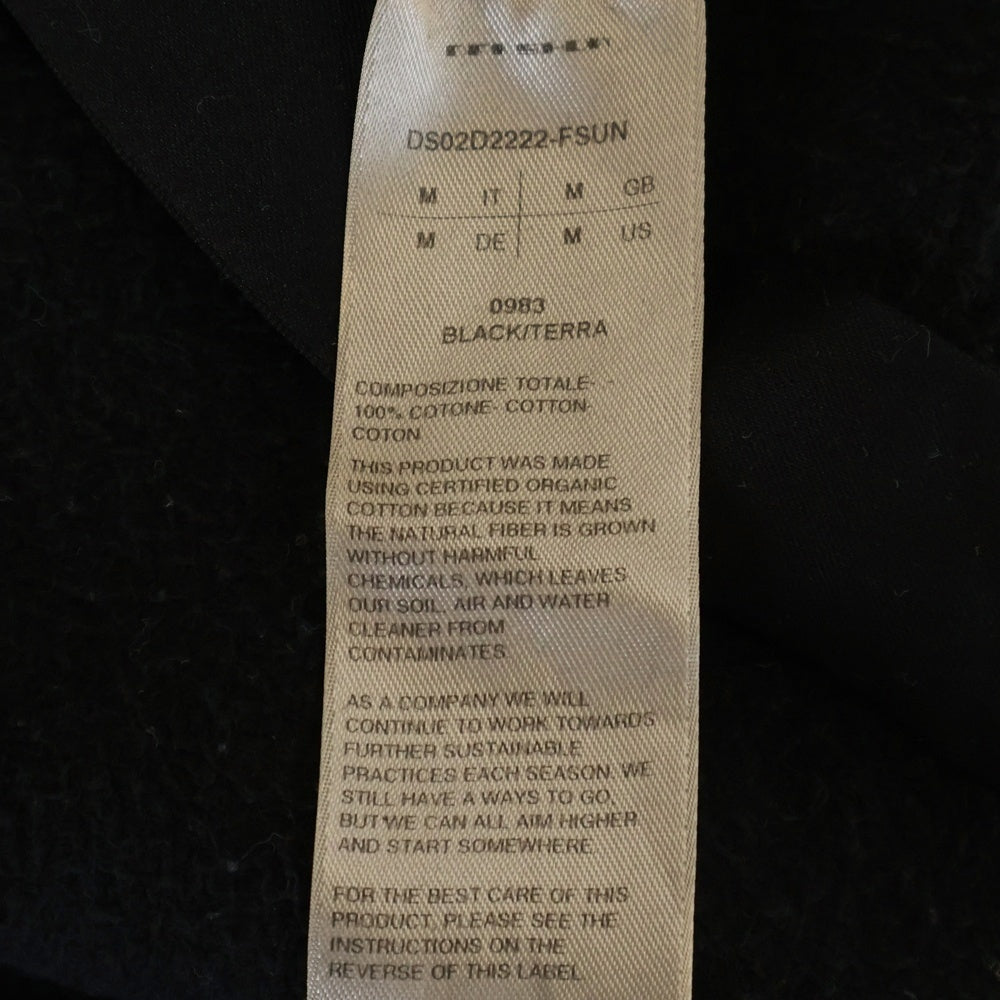 DS02D2222-FSUN
M IT M GB
M DE M US
0983
BLACK/TERRA
COMPOSIZIONE TOTALE- -
100% COTONE- COTTON-
COTON
THIS PRODUCT WAS MADE
USING CERTIFIED ORGANIC
COTTON BECAUSE IT MEANS
THE NATURAL FIBER IS GROWN
WITHOUT HARMFUL
CHEMICALS, WHICH LEAVES
OUR SOIL, AIR AND WATER
CLEANER FROM
CONTAMINATES
AS A COMPANY WE WILL
CONTINUE TO WORK TOWARDS
FURTHER SUSTAINABLE
PRACTICES EACH SEASON. WE
STILL HAVE A WAYS TO GO,
BUT WE CAN ALL AIM HIGHER
AND START SOMEWHERE
FOR THE BEST CARE OF THIS
PRODUCT, PLEASE SEE THE
INSTRUCTIONS ON THE
REVERSE OF THIS LABEL